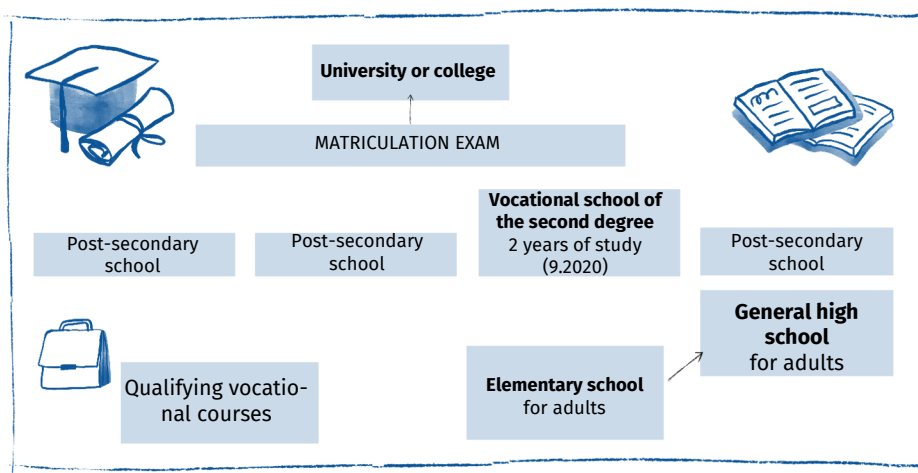 University or college
MATRICULATION EXAM
Vocational school of
the second degree
2 years of study
(9.2020)
Post-secondary
school
Post-secondary
school
Post-secondary
school
General high
school
for adults
Elementary school
for adults
Qualifying vocatio-
nal courses